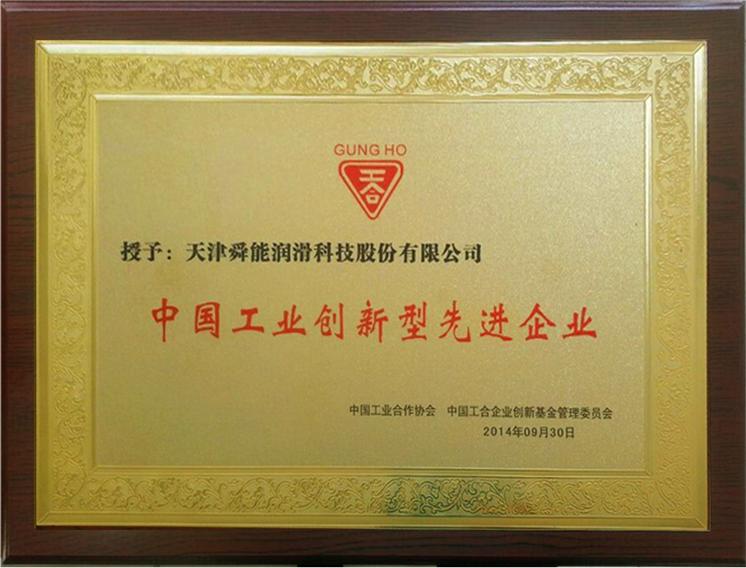 GUNG HO
工合
授予：天津舜能润滑科技股份有限公司
中国工业创新型先进企业
中国工业合作协会 中国工合企业创新基金管理委员会
2014年09月30日